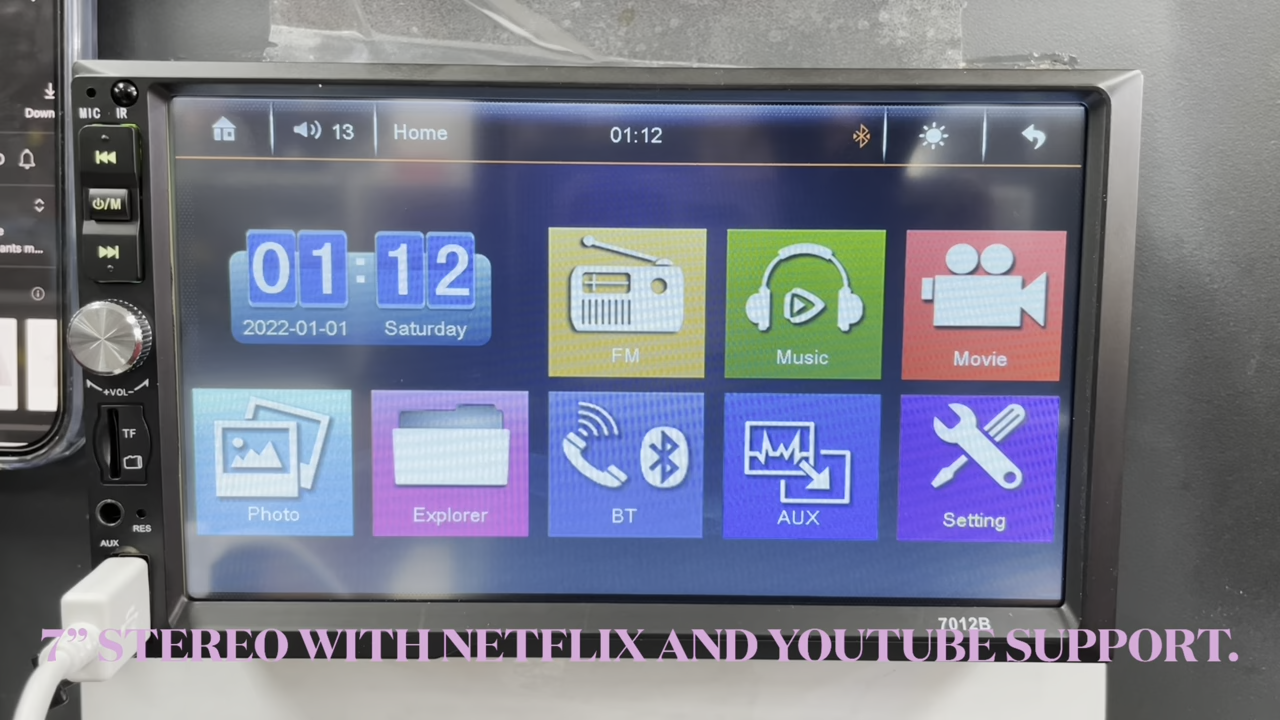 Down
MIC IR
13
Home
01:12
⏻/M
ants m...
01:12
2022-01-01 Saturday
FM
Music
Movie
+VOL−
TF
Photo
Explorer
BT
AUX
Setting
RES
AUX
7012B
7” STEREO WITH NETFLIX AND YOUTUBE SUPPORT.